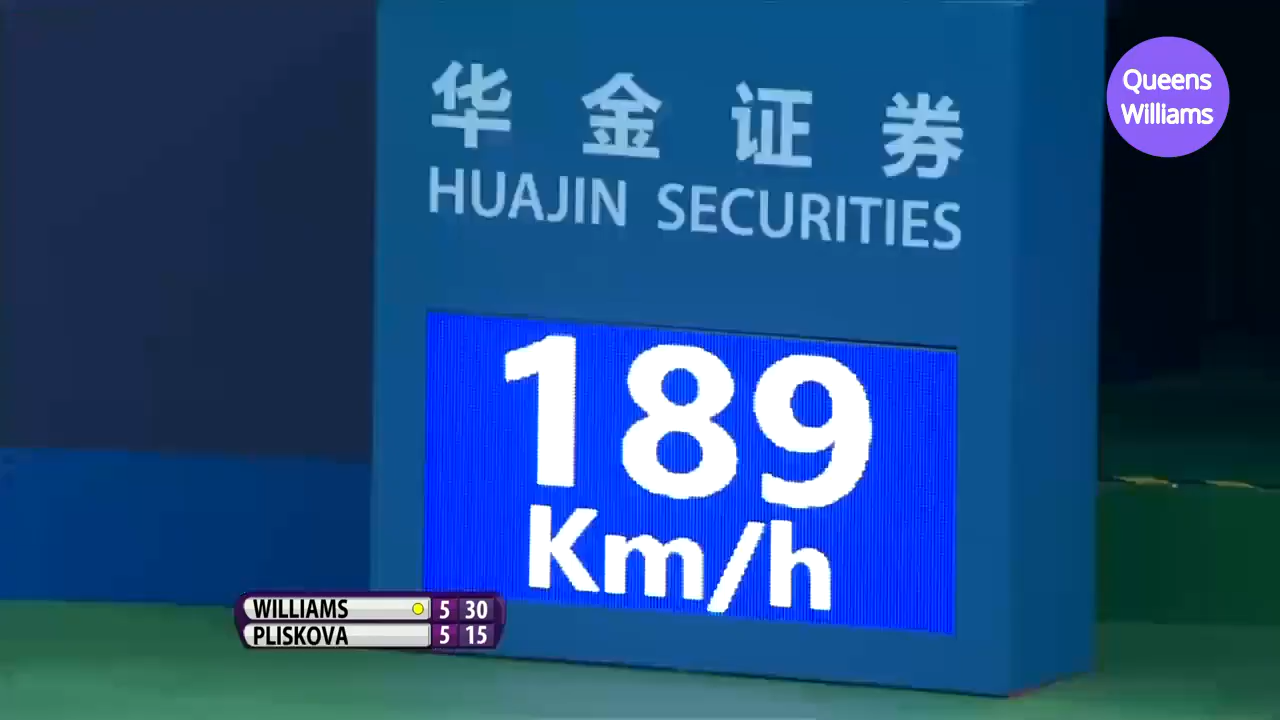 华金证券
HUAJIN SECURITIES
189
Km/h
Queens
Williams
WILLIAMS 5 30
PLISKOVA 5 15